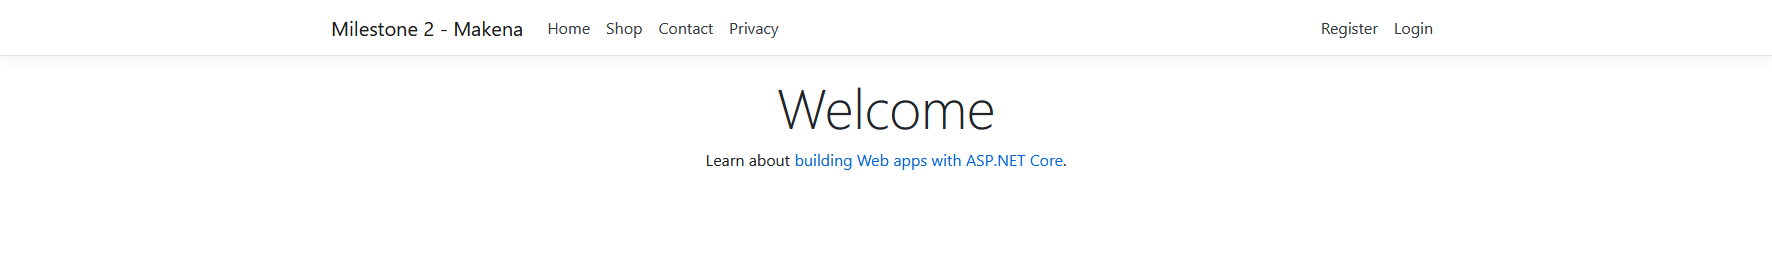 Milestone 2 - Makena Home Shop Contact Privacy Register Login
Welcome
Learn about building Web apps with ASP.NET Core.